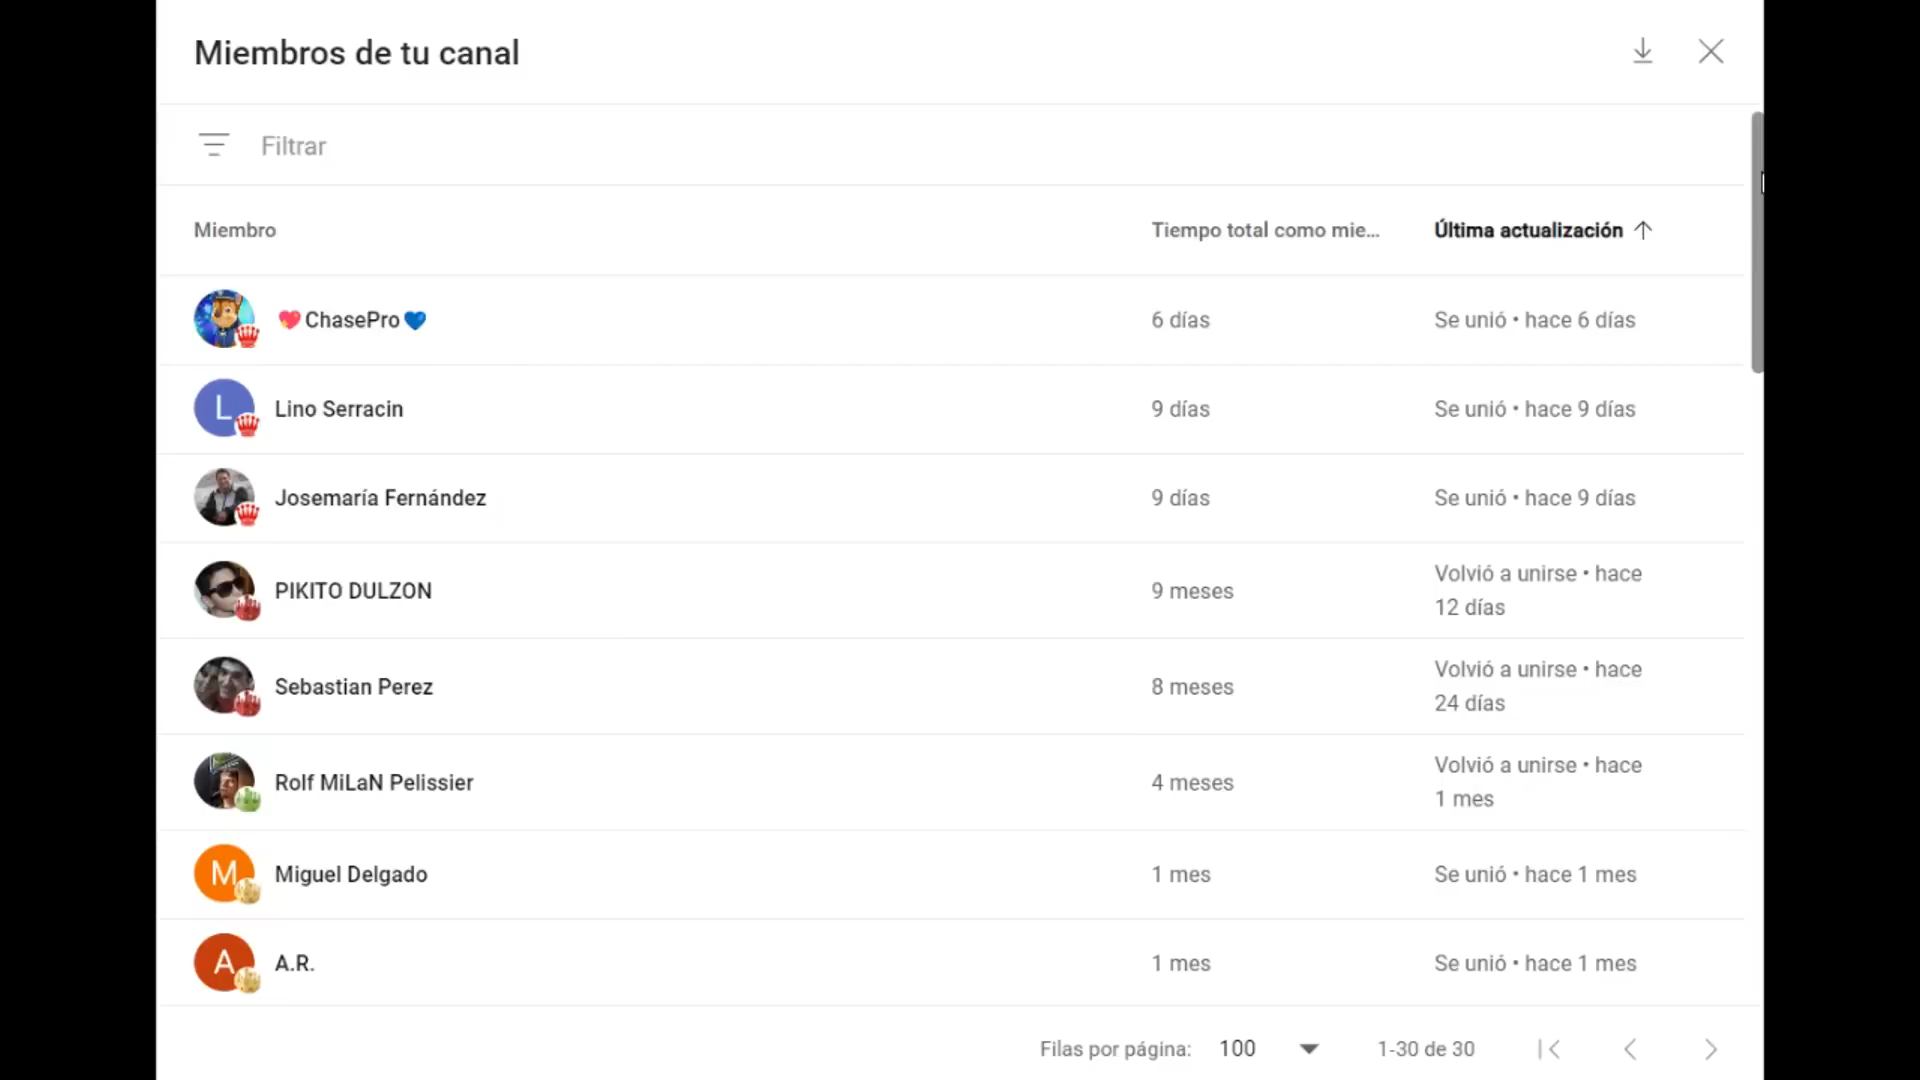 Miembros de tu canal
Filtrar
Miembro Tiempo total como mie... Última actualización
💖ChasePro💙 6 días Se unió • hace 6 días
L Lino Serracin 9 días Se unió • hace 9 días
Josemaría Fernández 9 días Se unió • hace 9 días
PIKITO DULZON 9 meses Volvió a unirse • hace
12 días
Sebastian Perez 8 meses Volvió a unirse • hace
24 días
Rolf MiLaN Pelissier 4 meses Volvió a unirse • hace
1 mes
M Miguel Delgado 1 mes Se unió • hace 1 mes
A A.R. 1 mes Se unió • hace 1 mes
Filas por página: 100 1-30 de 30